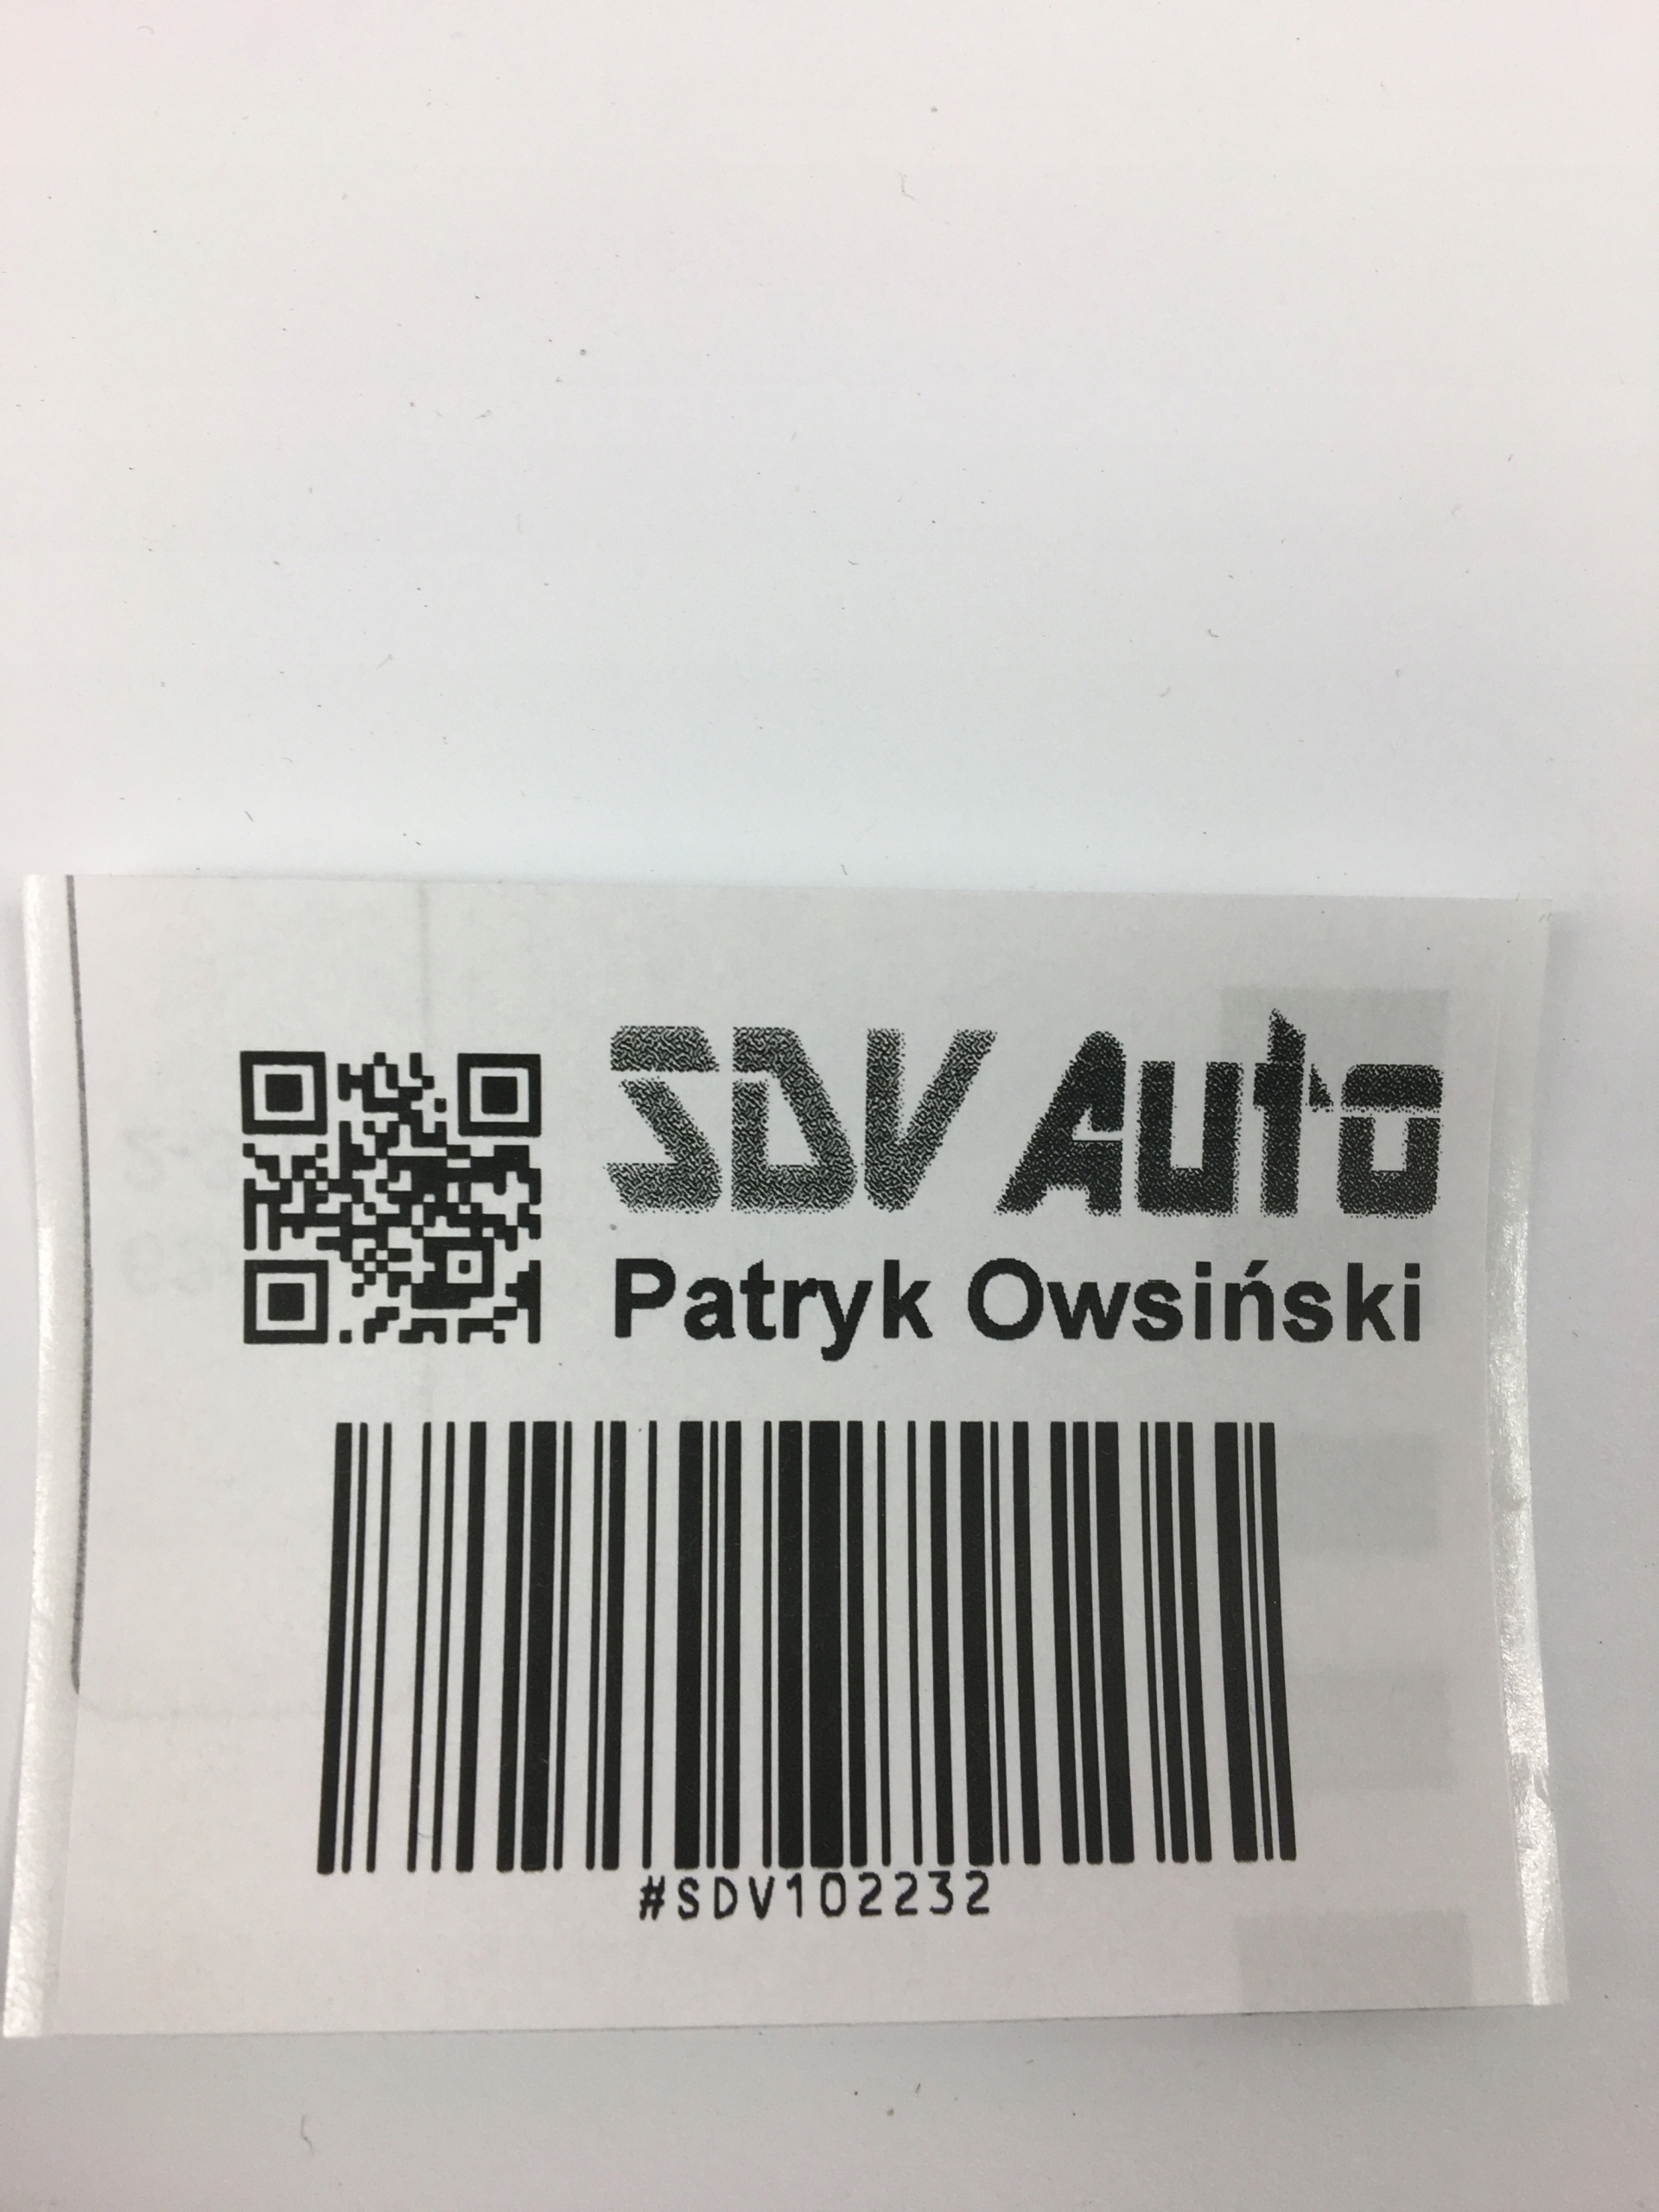 SDV Auto
Patryk Owsiński
#SDV102232